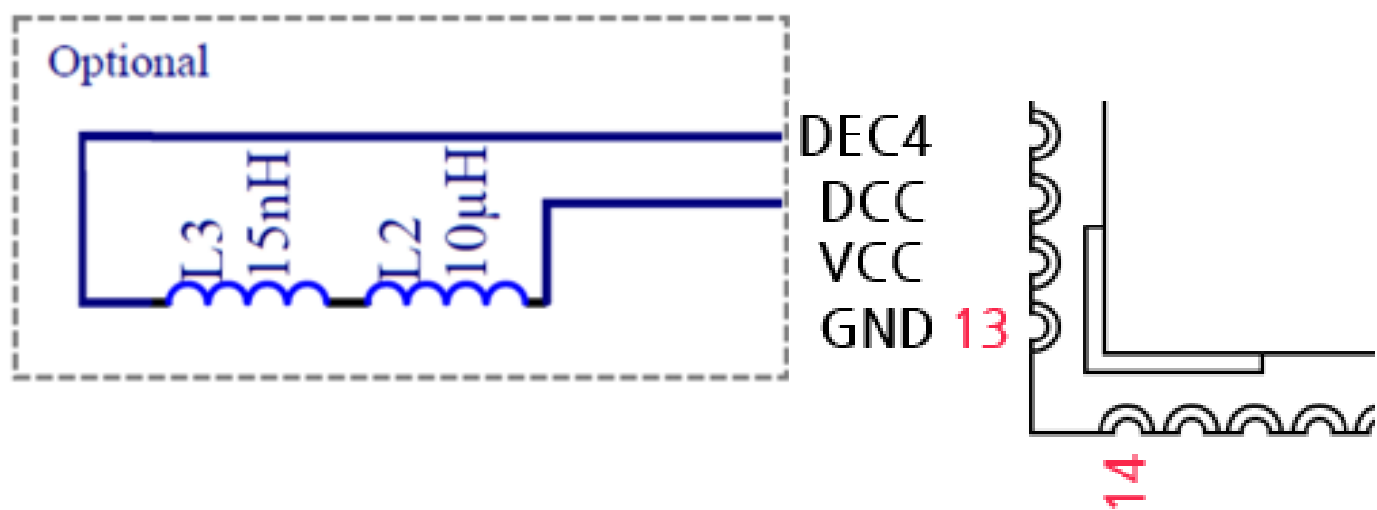 Optional
L3
15nH
L2
10µH
DEC4
DCC
VCC
GND 13
14